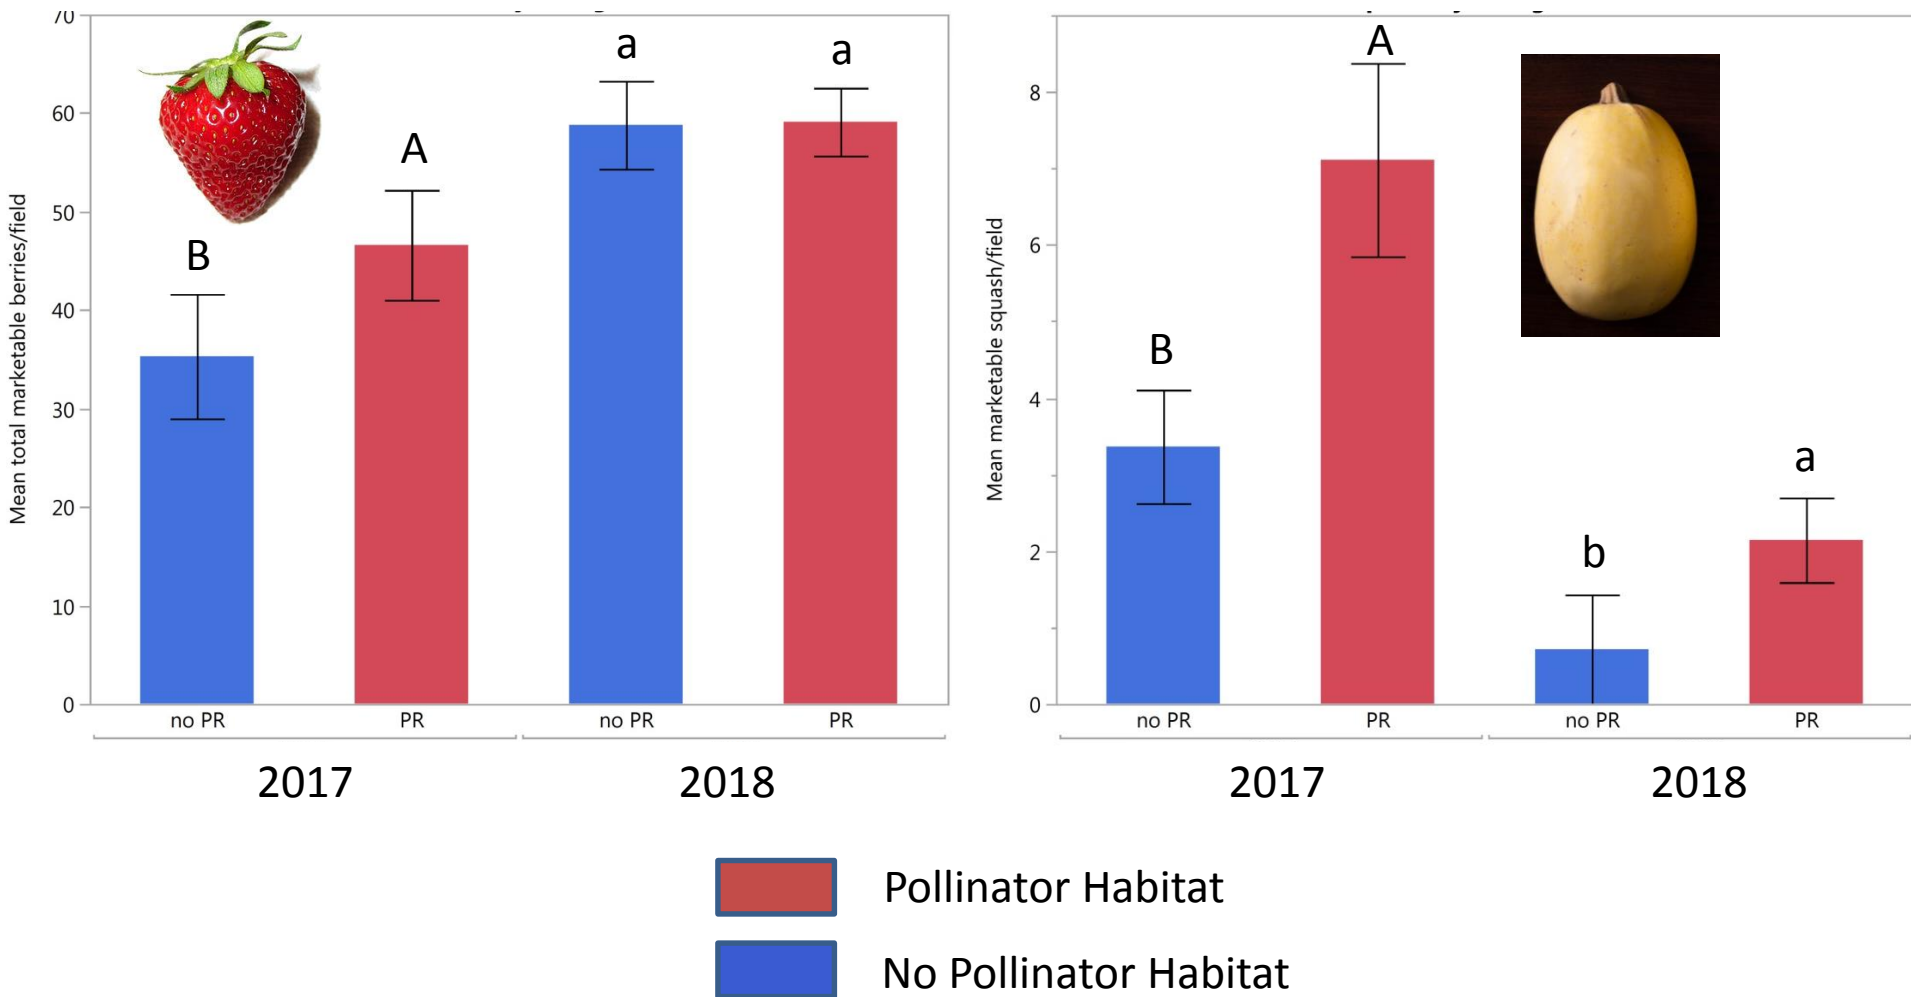 Mean total marketable berries/field
70
60
50
40
30
20
10
0
B
A
a
a
no PR
PR
no PR
PR
2017
2018
Mean marketable squash/field
8
6
4
2
0
B
A
b
a
no PR
PR
no PR
PR
2017
2018
Pollinator Habitat
No Pollinator Habitat